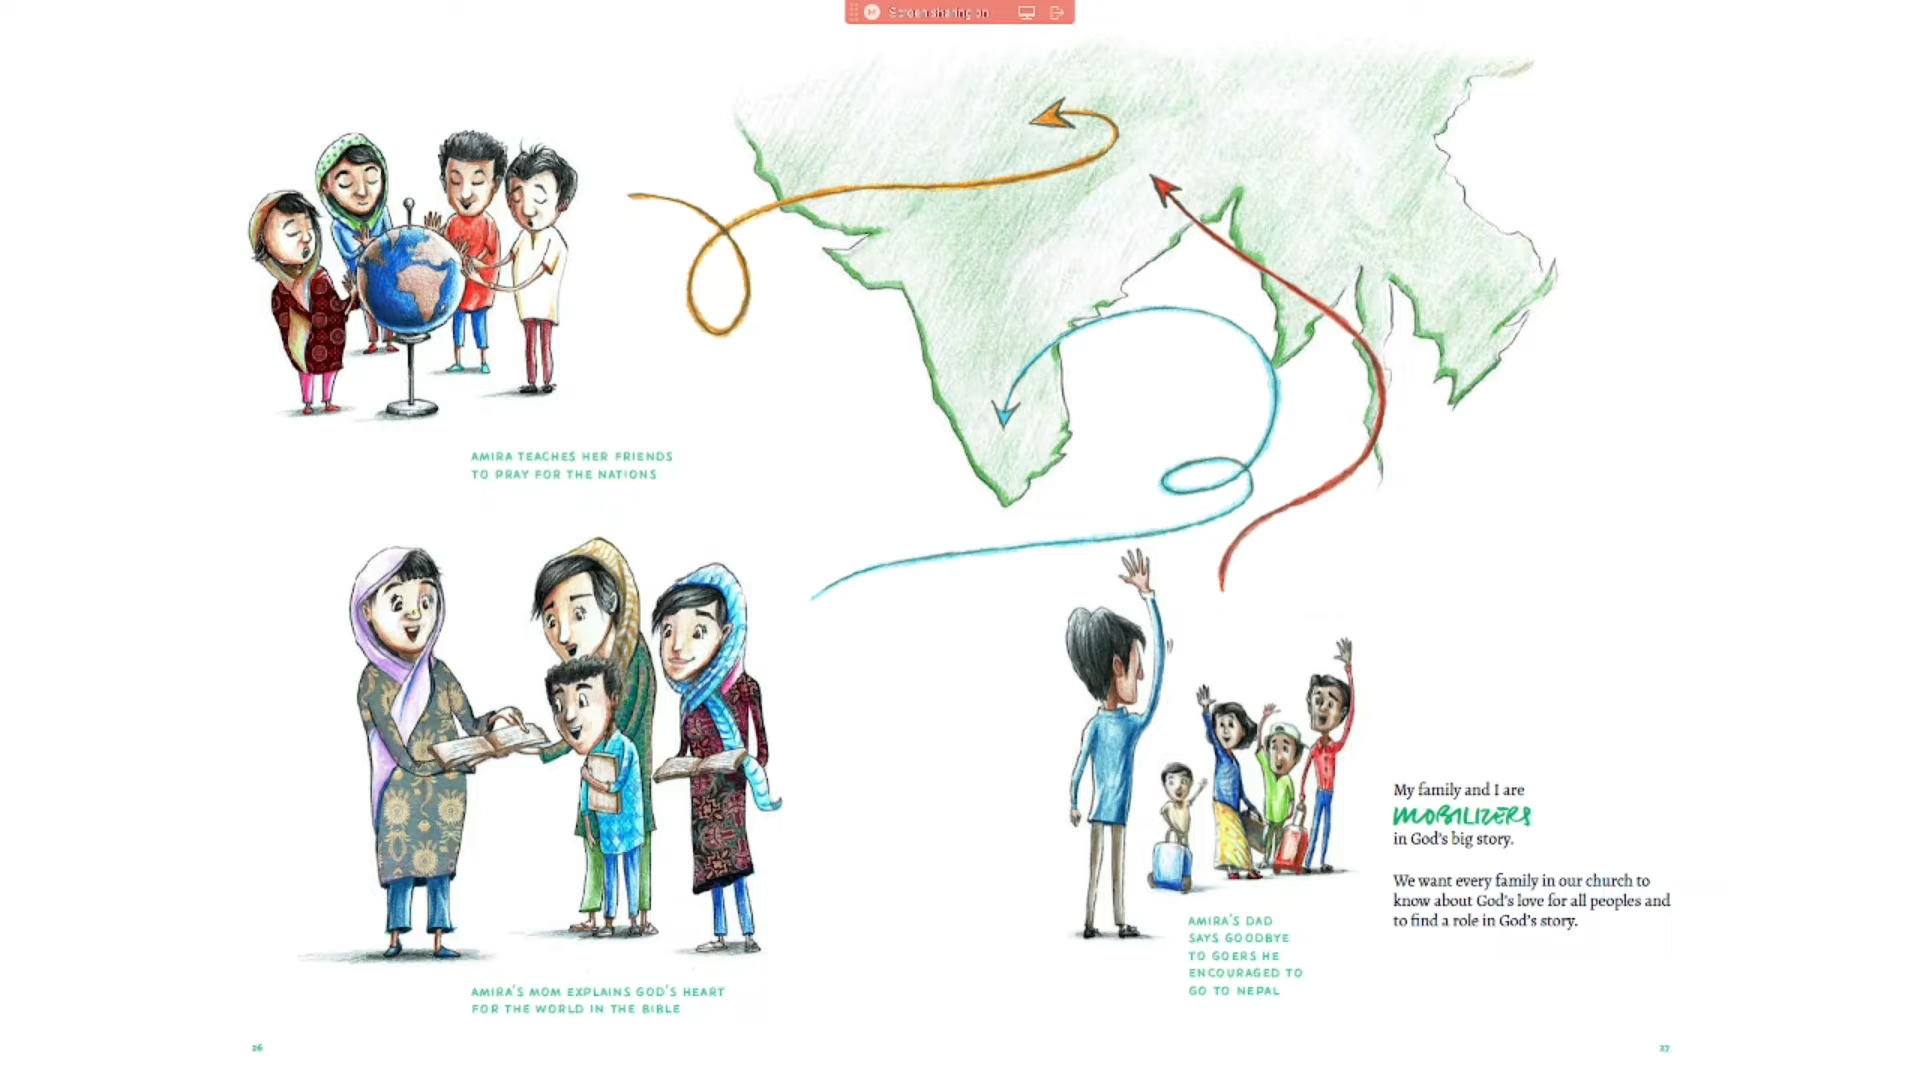 Screen sharing on
AMIRA TEACHES HER FRIENDS
TO PRAY FOR THE NATIONS
AMIRA'S MOM EXPLAINS GOD'S HEART
FOR THE WORLD IN THE BIBLE
AMIRA'S DAD
SAYS GOODBYE
TO GOERS HE
ENCOURAGED TO
GO TO NEPAL
My family and I are
MOBILIZERS
in God's big story.
We want every family in our church to
know about God's love for all peoples and
to find a role in God's story.
26
27